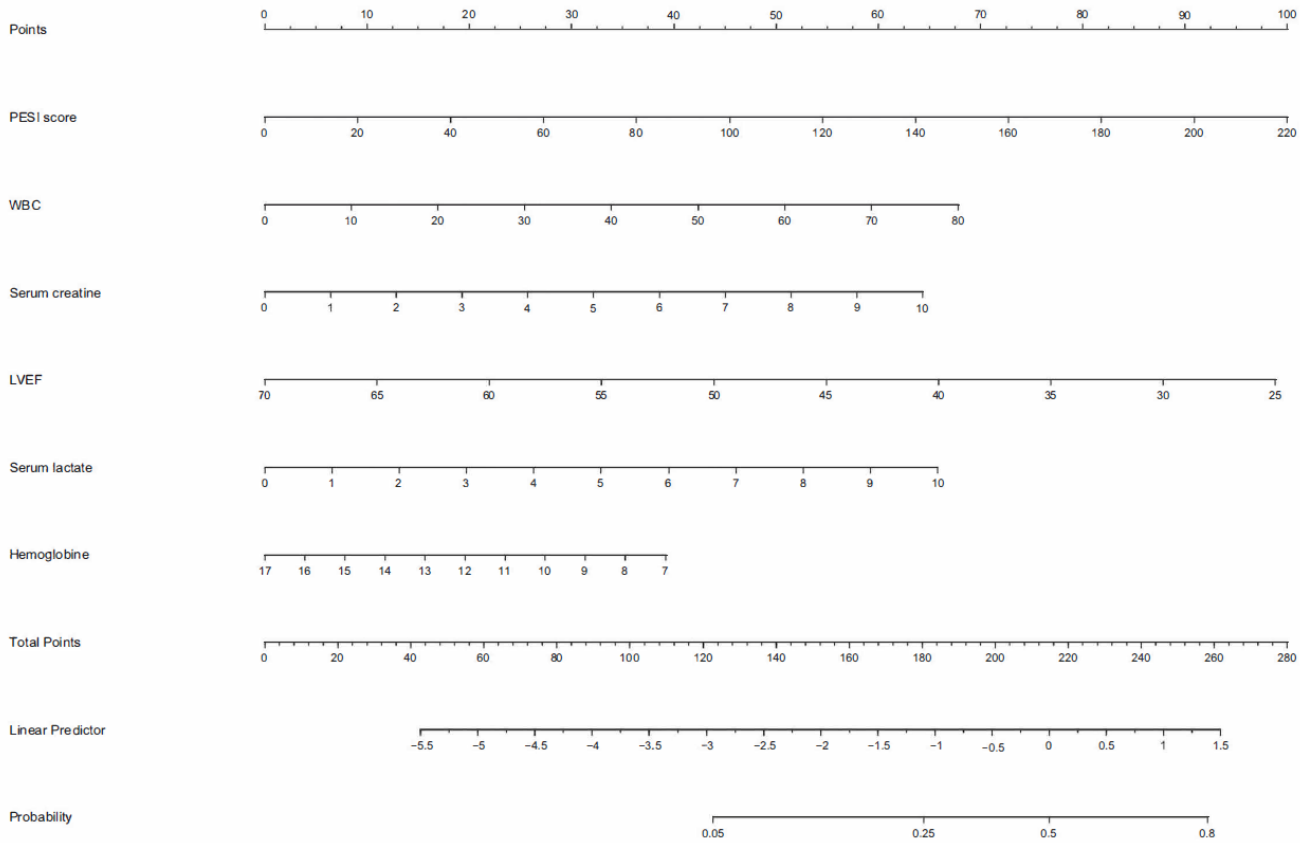 0 10 20 30 40 50 60 70 80 90 100
Points
PESI score
0 20 40 60 80 100 120 140 160 180 200 220
WBC
0 10 20 30 40 50 60 70 80
Serum creatine
0 1 2 3 4 5 6 7 8 9 10
LVEF
70 65 60 55 50 45 40 35 30 25
Serum lactate
0 1 2 3 4 5 6 7 8 9 10
Hemoglobine
17 16 15 14 13 12 11 10 9 8 7
Total Points
0 20 40 60 80 100 120 140 160 180 200 220 240 260 280
Linear Predictor
−5.5 −5 −4.5 −4 −3.5 −3 −2.5 −2 −1.5 −1 −0.5 0 0.5 1 1.5
Probability
0.05 0.25 0.5 0.8